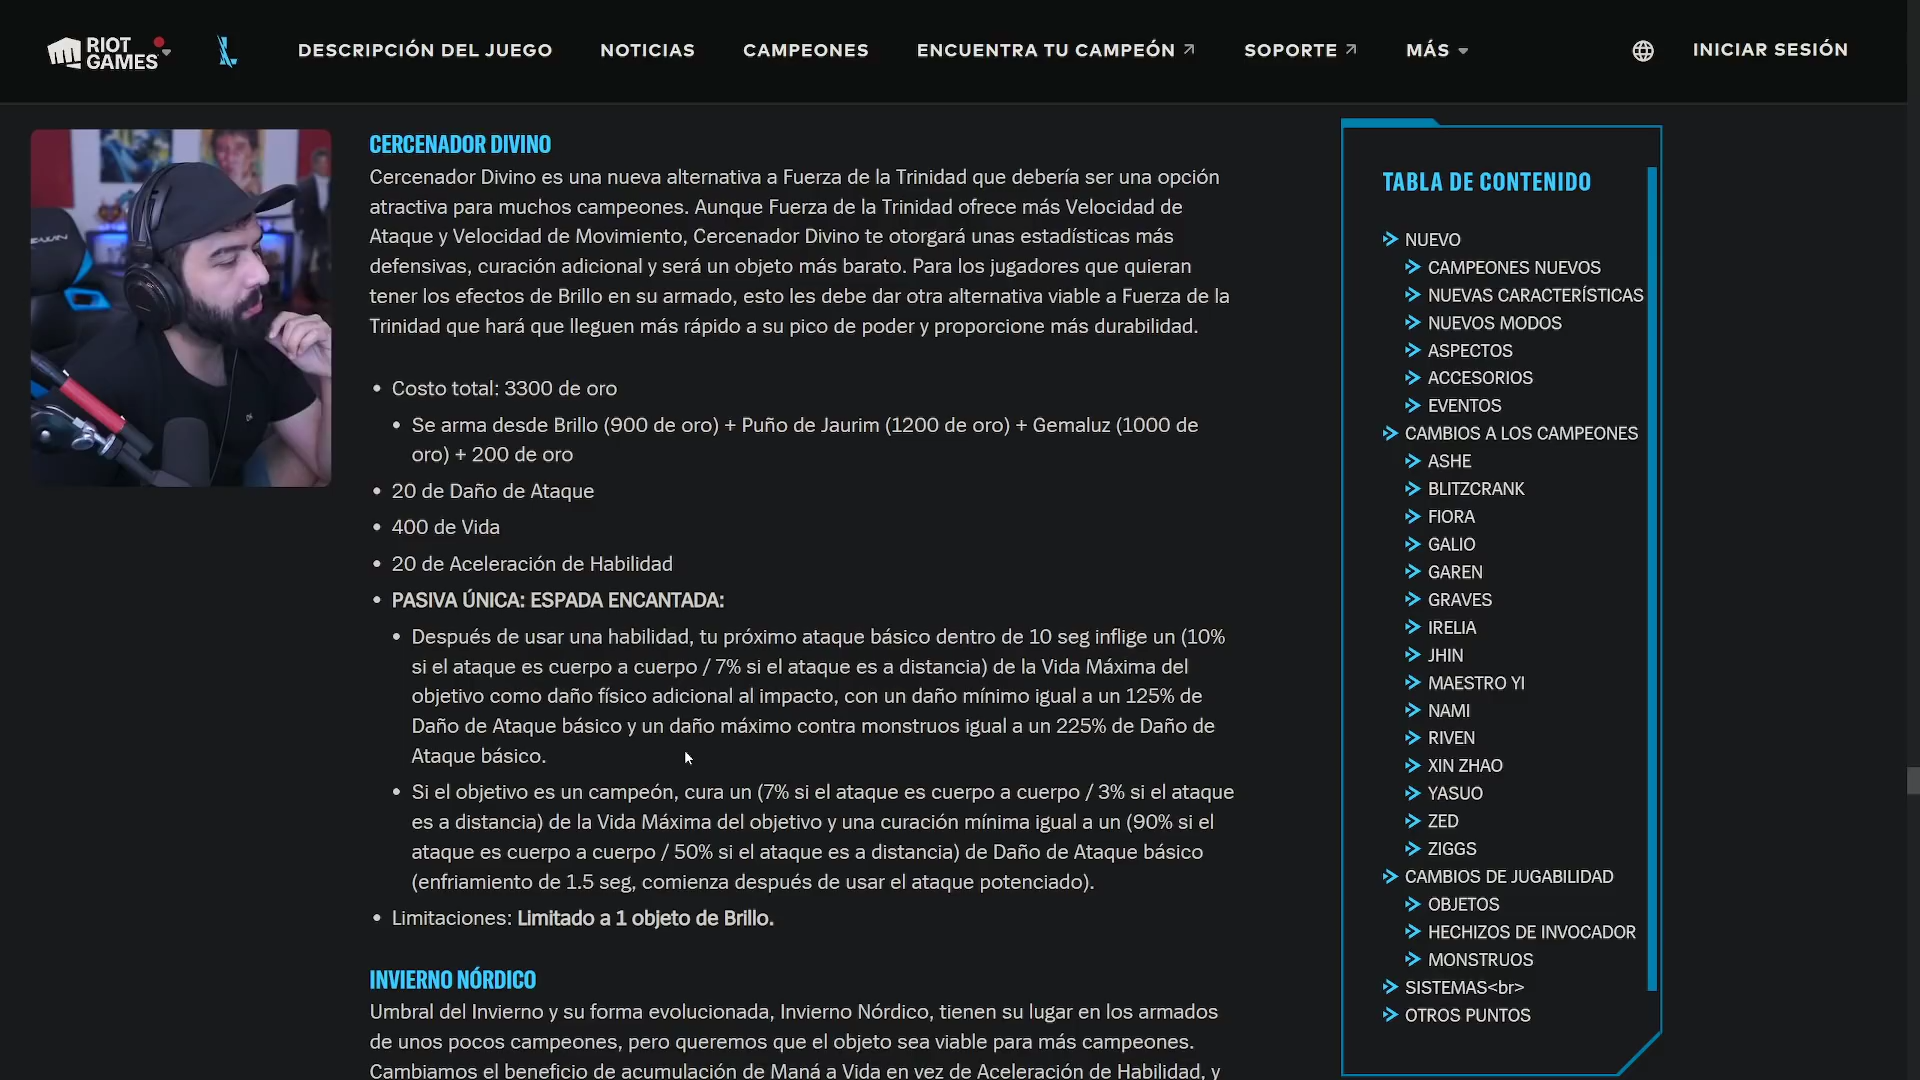 RIOT GAMES
DESCRIPCIÓN DEL JUEGO
NOTICIAS
CAMPEONES
ENCUENTRA TU CAMPEÓN
SOPORTE
MÁS
INICIAR SESIÓN
CERCENADOR DIVINO
Cercenador Divino es una nueva alternativa a Fuerza de la Trinidad que debería ser una opción
atractiva para muchos campeones. Aunque Fuerza de la Trinidad ofrece más Velocidad de
Ataque y Velocidad de Movimiento, Cercenador Divino te otorgará unas estadísticas más
defensivas, curación adicional y será un objeto más barato. Para los jugadores que quieran
tener los efectos de Brillo en su armado, esto les debe dar otra alternativa viable a Fuerza de la
Trinidad que hará que lleguen más rápido a su pico de poder y proporcione más durabilidad.
• Costo total: 3300 de oro
• Se arma desde Brillo (900 de oro) + Puño de Jaurim (1200 de oro) + Gemaluz (1000 de
oro) + 200 de oro
• 20 de Daño de Ataque
• 400 de Vida
• 20 de Aceleración de Habilidad
• PASIVA ÚNICA: ESPADA ENCANTADA:
• Después de usar una habilidad, tu próximo ataque básico dentro de 10 seg inflige un (10%
si el ataque es cuerpo a cuerpo / 7% si el ataque es a distancia) de la Vida Máxima del
objetivo como daño físico adicional al impacto, con un daño mínimo igual a un 125% de
Daño de Ataque básico y un daño máximo contra monstruos igual a un 225% de Daño de
Ataque básico.
• Si el objetivo es un campeón, cura un (7% si el ataque es cuerpo a cuerpo / 3% si el ataque
es a distancia) de la Vida Máxima del objetivo y una curación mínima igual a un (90% si el
ataque es cuerpo a cuerpo / 50% si el ataque es a distancia) de Daño de Ataque básico
(enfriamiento de 1.5 seg, comienza después de usar el ataque potenciado).
• Limitaciones: Limitado a 1 objeto de Brillo.
INVIERNO NÓRDICO
Umbral del Invierno y su forma evolucionada, Invierno Nórdico, tienen su lugar en los armados
de unos pocos campeones, pero queremos que el objeto sea viable para más campeones.
Cambiamos el beneficio de acumulación de Maná a Vida en vez de Aceleración de Habilidad, y
TABLA DE CONTENIDO
NUEVO
CAMPEONES NUEVOS
NUEVAS CARACTERÍSTICAS
NUEVOS MODOS
ASPECTOS
ACCESORIOS
EVENTOS
CAMBIOS A LOS CAMPEONES
ASHE
BLITZCRANK
FIORA
GALIO
GAREN
GRAVES
IRELIA
JHIN
MAESTRO YI
NAMI
RIVEN
XIN ZHAO
YASUO
ZED
ZIGGS
CAMBIOS DE JUGABILIDAD
OBJETOS
HECHIZOS DE INVOCADOR
MONSTRUOS
SISTEMAS<br>
OTROS PUNTOS